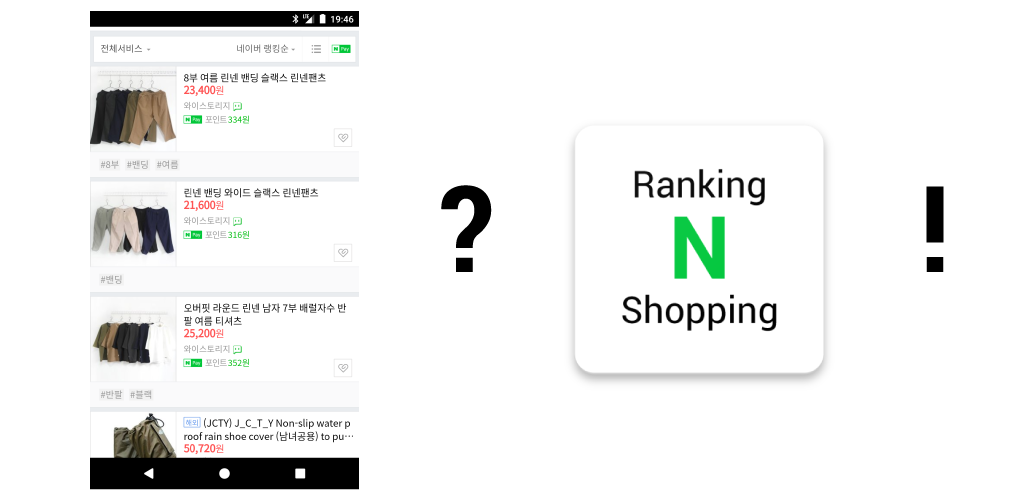 19:46
전체서비스
네이버 랭킹순
N Pay
8부 여름 린넨 밴딩 슬랙스 린넨팬츠
23,400원
와이스토리지
N Pay 포인트334원
#8부 #밴딩 #여름
린넨 밴딩 와이드 슬랙스 린넨팬츠
21,600원
와이스토리지
N Pay 포인트316원
#밴딩
오버핏 라운드 린넨 남자 7부 배럴자수 반
팔 여름 티셔츠
25,200원
와이스토리지
N Pay 포인트352원
#반팔 #블랙
해외 (JCTY) J_C_T_Y Non-slip water p
roof rain shoe cover (남녀공용) to pu…
50,720원
?
Ranking
N
Shopping
!